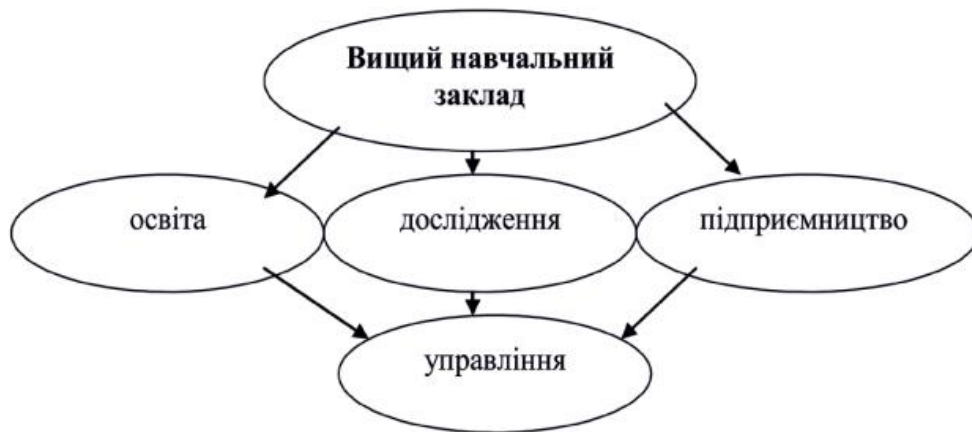 Вищий навчальний
заклад
освіта
дослідження
підприємництво
управління